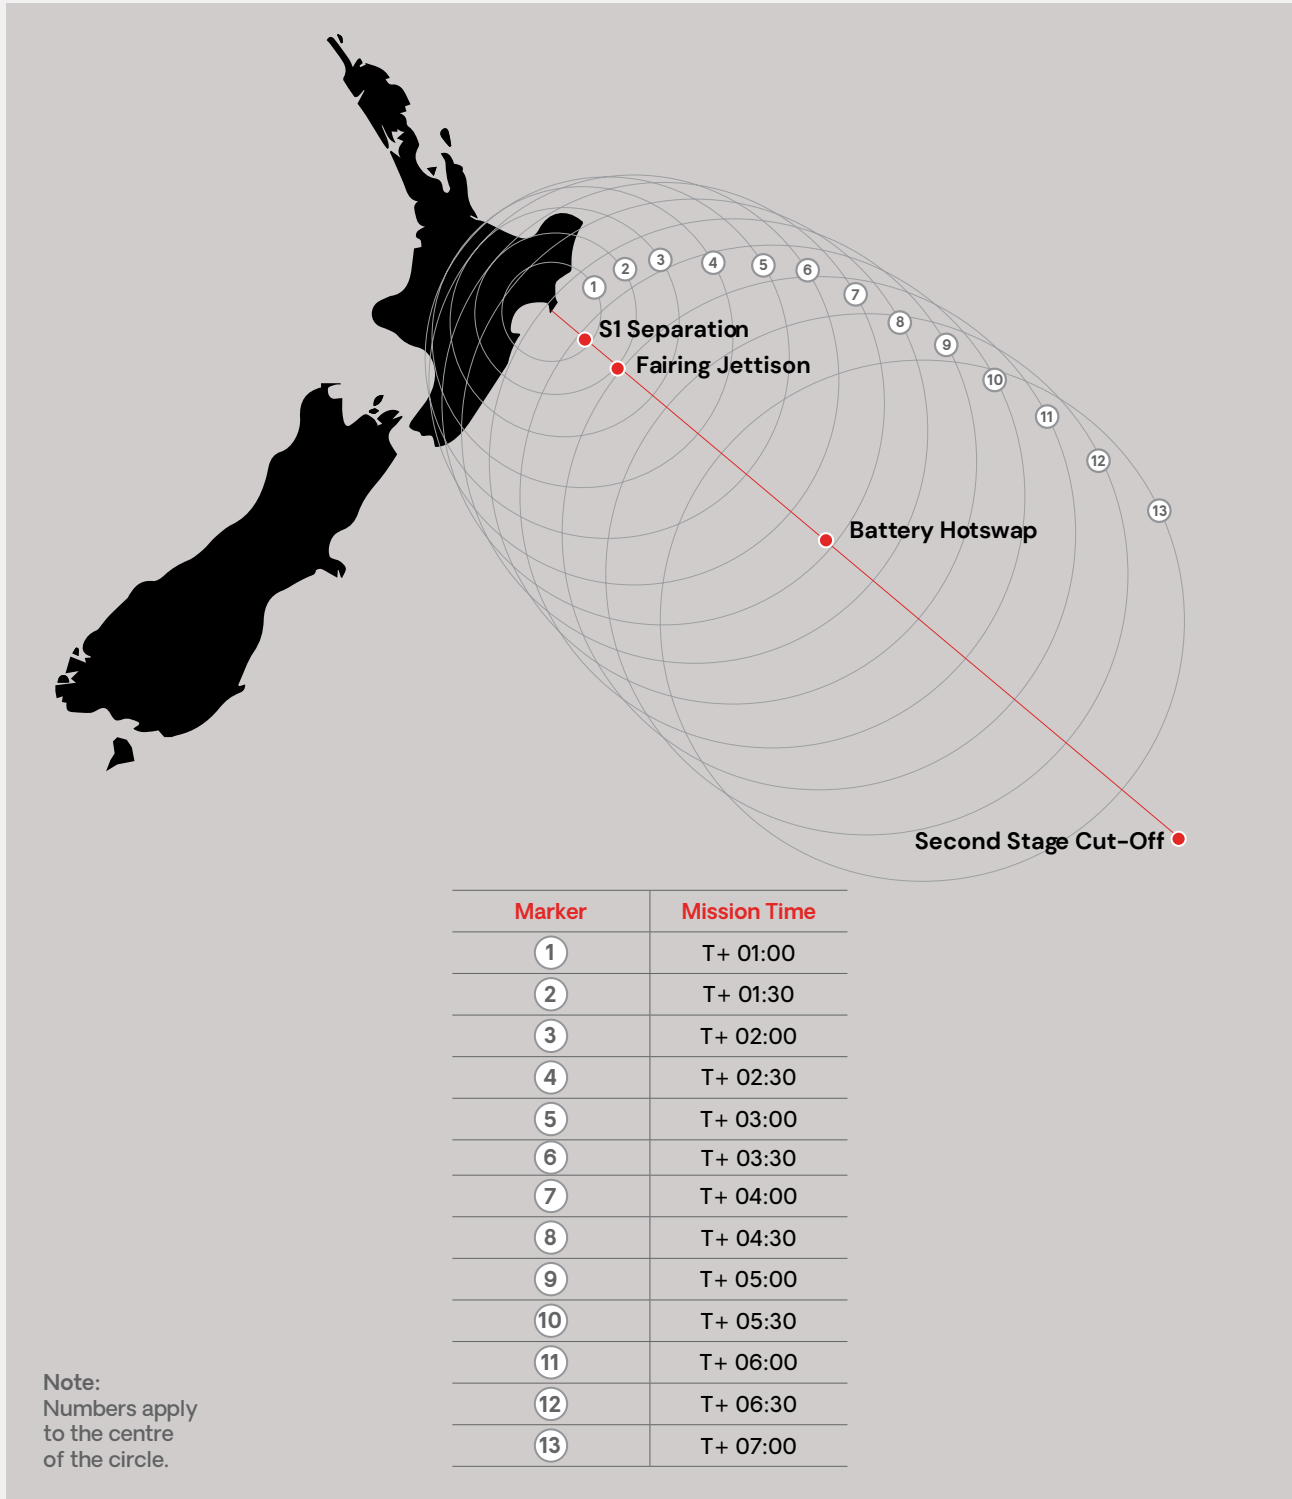 1
2
3
4
5
6
7
8
9
10
11
12
13
S1 Separation
Fairing Jettison
Battery Hotswap
Second Stage Cut-Off
Marker Mission Time
1 T+ 01:00
2 T+ 01:30
3 T+ 02:00
4 T+ 02:30
5 T+ 03:00
6 T+ 03:30
7 T+ 04:00
8 T+ 04:30
9 T+ 05:00
10 T+ 05:30
11 T+ 06:00
12 T+ 06:30
13 T+ 07:00
Note:
Numbers apply
to the centre
of the circle.